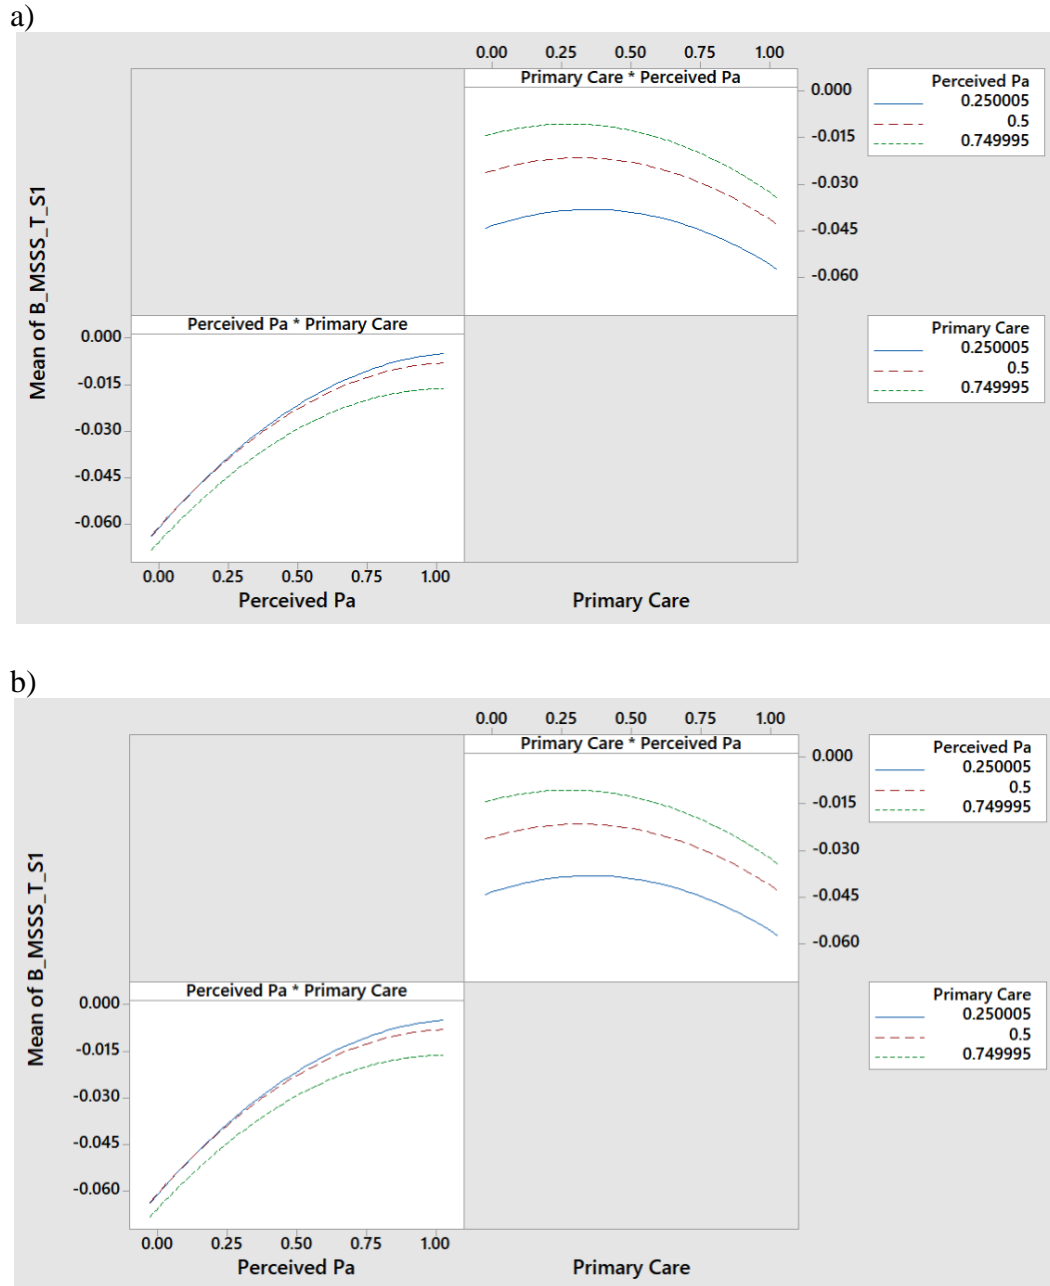 a)
0.00 0.25 0.50 0.75 1.00
Primary Care * Perceived Pa
0.000
-0.015
-0.030
-0.045
-0.060
Perceived Pa
0.250005
0.5
0.749995
Mean of B_MSSS_T_S1
Perceived Pa * Primary Care
0.000
-0.015
-0.030
-0.045
-0.060
Primary Care
0.250005
0.5
0.749995
0.00 0.25 0.50 0.75 1.00
Perceived Pa Primary Care
b)
0.00 0.25 0.50 0.75 1.00
Primary Care * Perceived Pa
0.000
-0.015
-0.030
-0.045
-0.060
Perceived Pa
0.250005
0.5
0.749995
Mean of B_MSSS_T_S1
Perceived Pa * Primary Care
0.000
-0.015
-0.030
-0.045
-0.060
Primary Care
0.250005
0.5
0.749995
0.00 0.25 0.50 0.75 1.00
Perceived Pa Primary Care